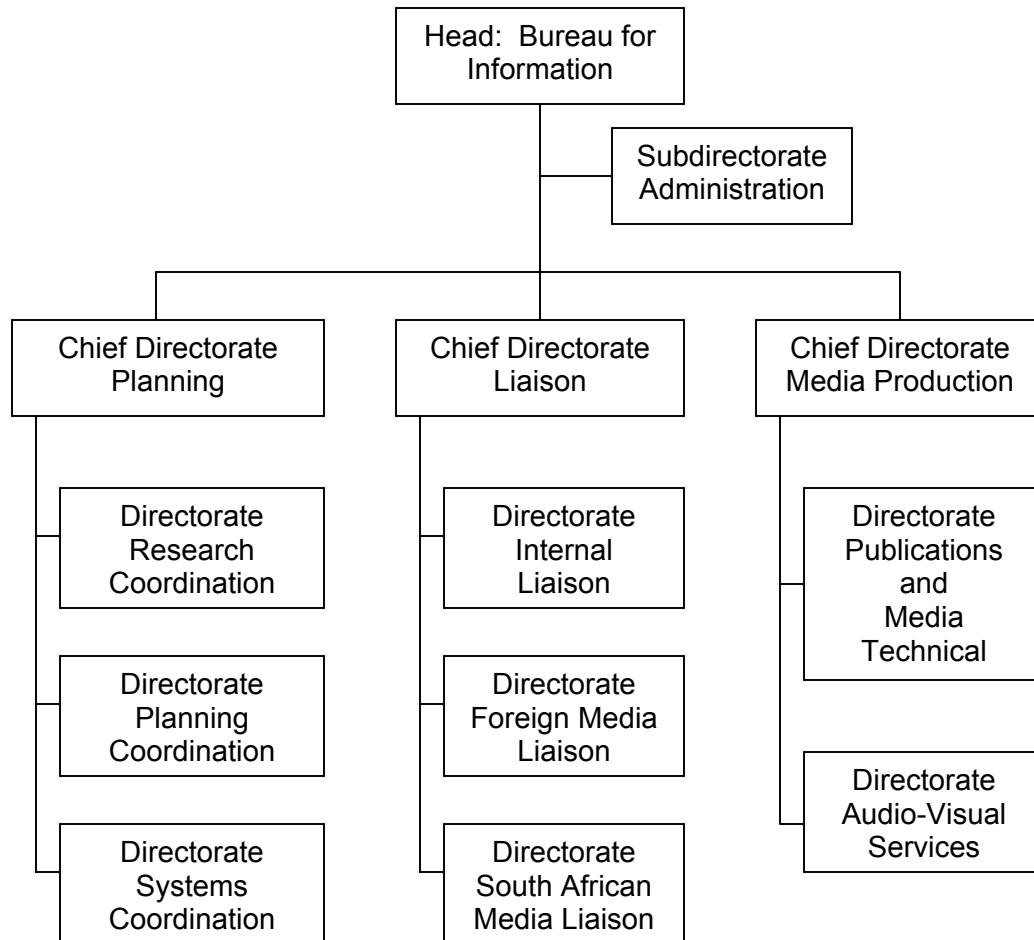 Head: Bureau for
Information
Subdirectorate
Administration
Chief Directorate
Planning
Chief Directorate
Liaison
Chief Directorate
Media Production
Directorate
Research
Coordination
Directorate
Internal
Liaison
Directorate
Publications
and
Media
Technical
Directorate
Planning
Coordination
Directorate
Foreign Media
Liaison
Directorate
Audio-Visual
Services
Directorate
Systems
Coordination
Directorate
South African
Media Liaison